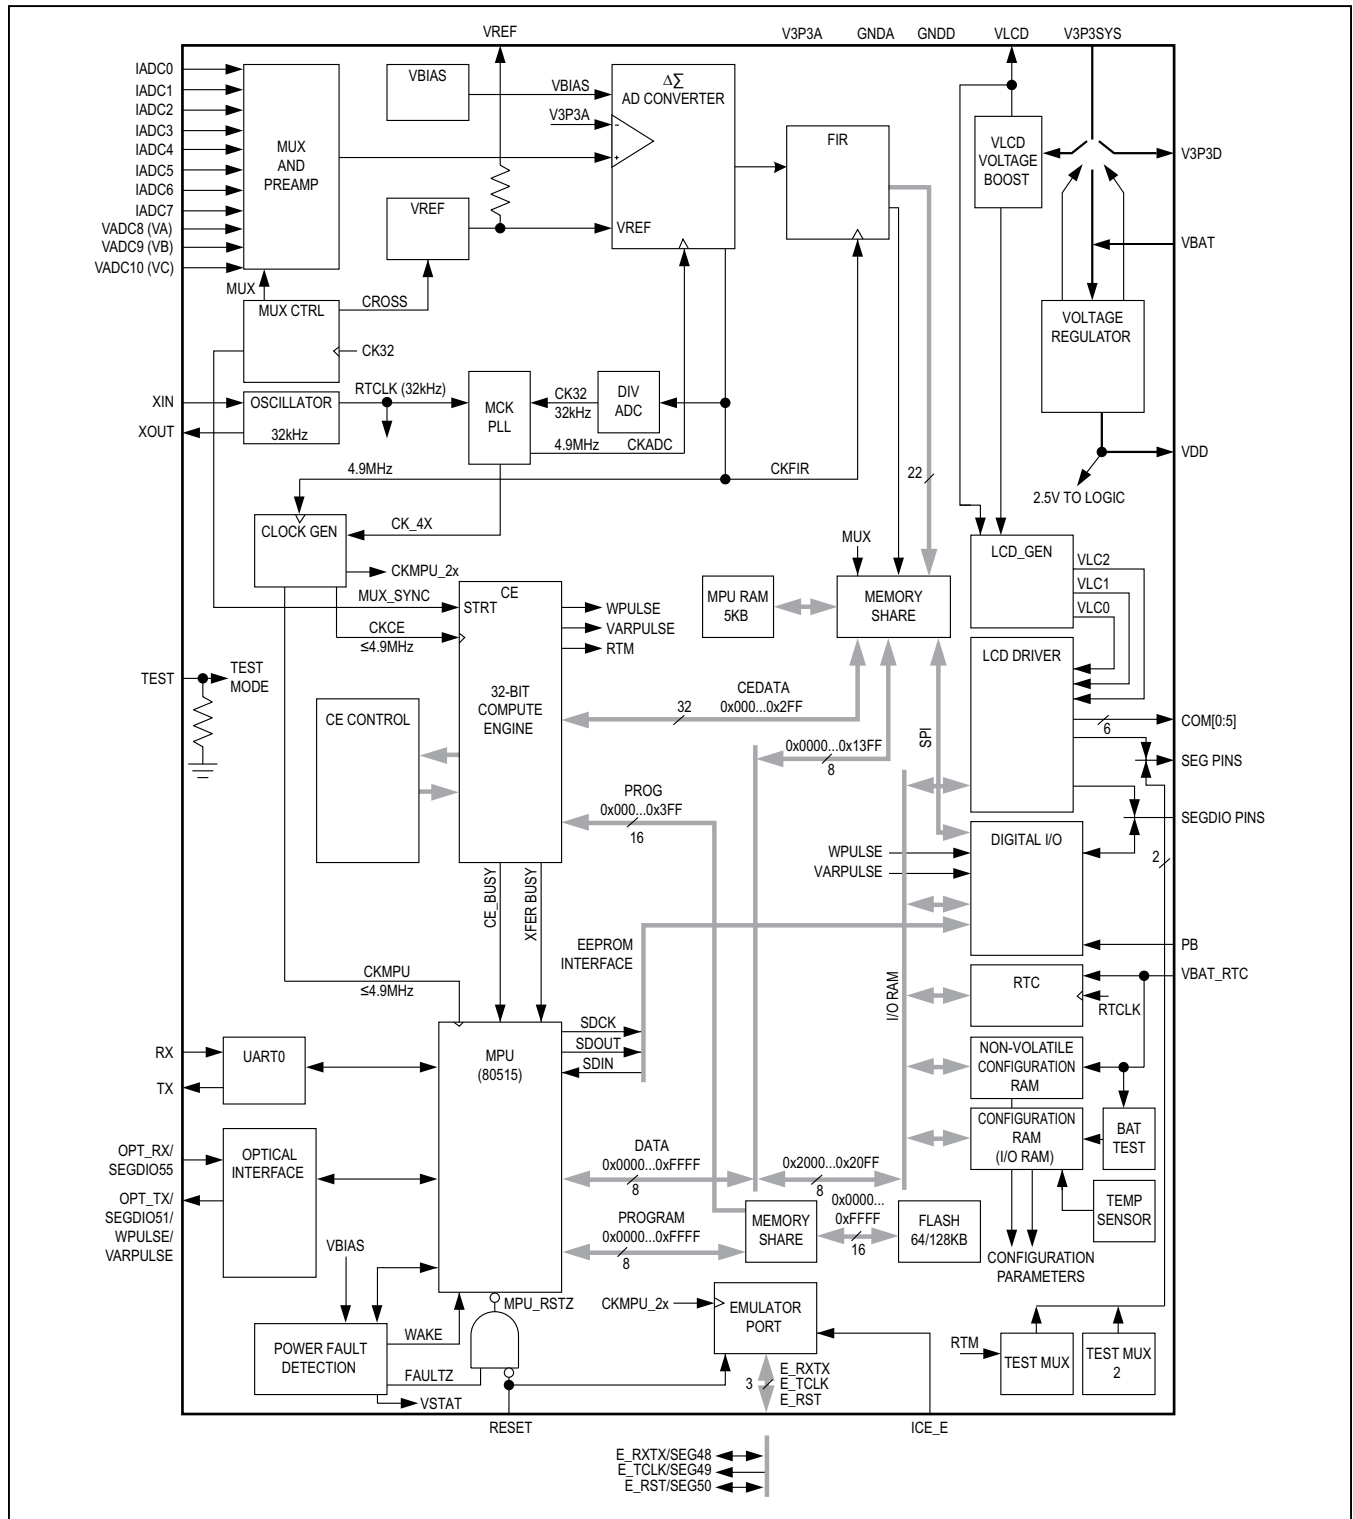 VREF
V3P3A
GNDA
GNDD
VLCD
V3P3SYS
IADC0
IADC1
IADC2
IADC3
IADC4
IADC5
IADC6
IADC7
VADC8 (VA)
VADC9 (VB)
VADC10 (VC)
MUX
AND
PREAMP
VBIAS
VBIAS
V3P3A
ΔΣ
AD CONVERTER
-
+
VREF
VREF
FIR
VLCD
VOLTAGE
BOOST
V3P3D
VBAT
VOLTAGE
REGULATOR
VDD
2.5V TO LOGIC
MUX
MUX CTRL
CROSS
CK32
XIN
XOUT
OSCILLATOR
32kHz
RTCLK (32kHz)
MCK
PLL
CK32
32kHz
DIV
ADC
4.9MHz
CKADC
4.9MHz
CKFIR
22
CLOCK GEN
CK_4X
CKMPU_2x
MUX_SYNC
CKCE
≤4.9MHz
CE
STRT
32-BIT
COMPUTE
ENGINE
WPULSE
VARPULSE
RTM
MUX
MPU RAM
5KB
MEMORY
SHARE
LCD_GEN
VLC2
VLC1
VLC0
LCD DRIVER
TEST
TEST
MODE
CE CONTROL
CEDATA
0x000...0x2FF
32
0x0000...0x13FF
8
SPI
6
COM[0:5]
SEG PINS
SEGDIO PINS
2
PROG
0x000...0x3FF
16
WPULSE
VARPULSE
DIGITAL I/O
PB
CE_BUSY
XFER BUSY
EEPROM
INTERFACE
I/O RAM
CKMPU
≤4.9MHz
RTC
RTCLK
VBAT_RTC
RX
TX
UART0
MPU
(80515)
SDCK
SDOUT
SDIN
NON-VOLATILE
CONFIGURATION
RAM
CONFIGURATION
RAM
(I/O RAM)
BAT
TEST
TEMP
SENSOR
OPT_RX/
SEGDIO55
OPT_TX/
SEGDIO51/
WPULSE/
VARPULSE
OPTICAL
INTERFACE
DATA
0x0000...0xFFFF
8
0x2000...0x20FF
8
PROGRAM
0x0000...0xFFFF
8
MEMORY
SHARE
0x0000...
0xFFFF
16
FLASH
64/128KB
CONFIGURATION
PARAMETERS
VBIAS
POWER FAULT
DETECTION
WAKE
FAULTZ
VSTAT
MPU_RSTZ
CKMPU_2x
EMULATOR
PORT
3
E_RXTX
E_TCLK
E_RST
RTM
TEST MUX
TEST MUX
2
RESET
ICE_E
E_RXTX/SEG48
E_TCLK/SEG49
E_RST/SEG50